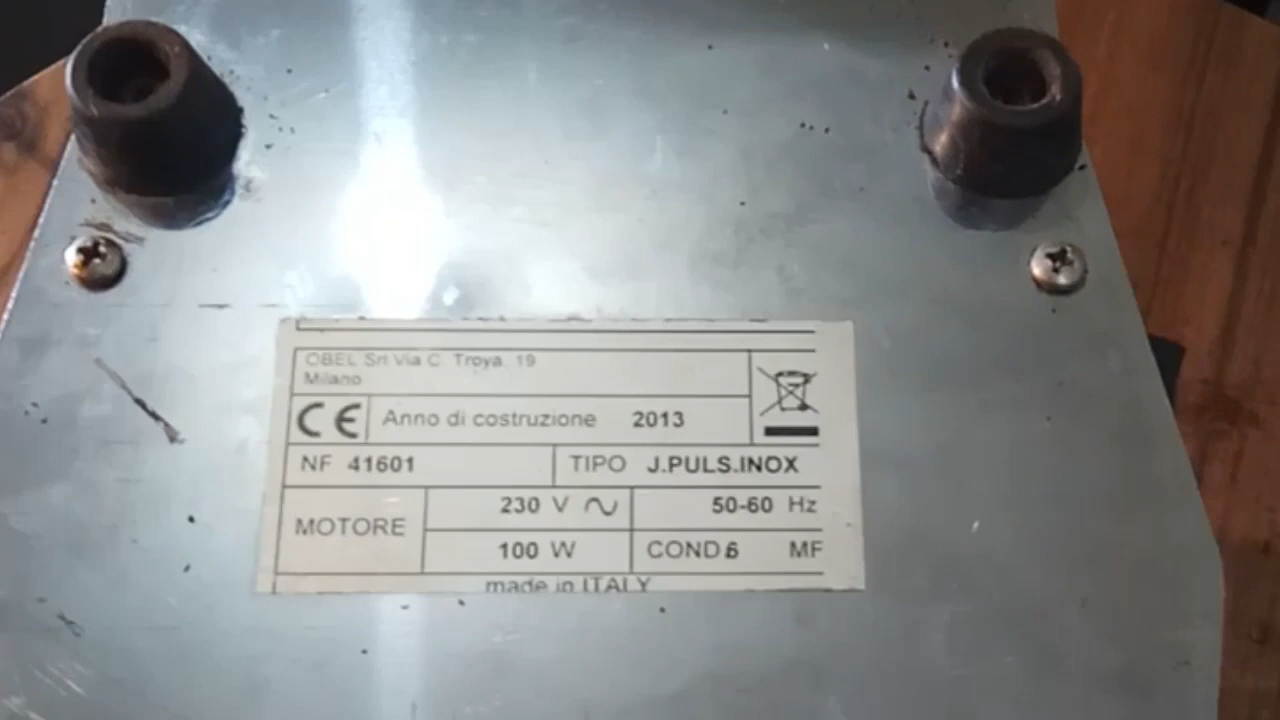 OBEL Srl Via C. Troya, 19
Milano
CE Anno di costruzione 2013
NF 41601 TIPO J.PULS.INOX
MOTORE
230 V 50-60 Hz
100 W COND 6 MF
made in ITALY